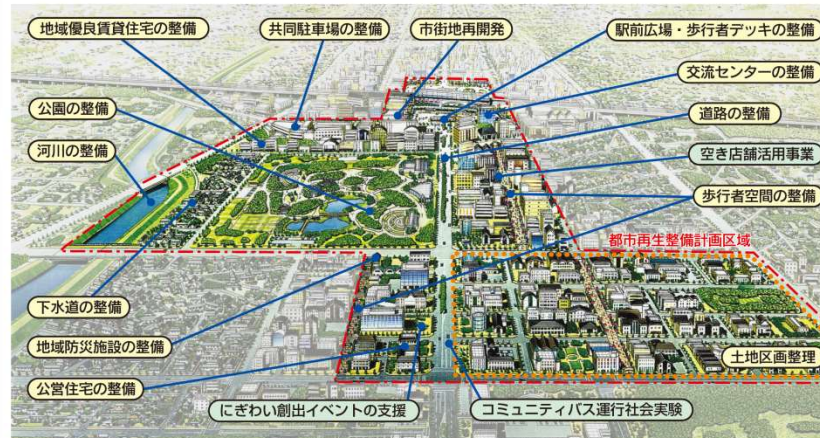 地域優良賃貸住宅の整備
共同駐車場の整備
市街地再開発
駅前広場・歩行者デッキの整備
交流センターの整備
公園の整備
道路の整備
河川の整備
空き店舗活用事業
歩行者空間の整備
都市再生整備計画区域
下水道の整備
地域防災施設の整備
土地区画整理
公営住宅の整備
にぎわい創出イベントの支援
コミュニティバス運行社会実験